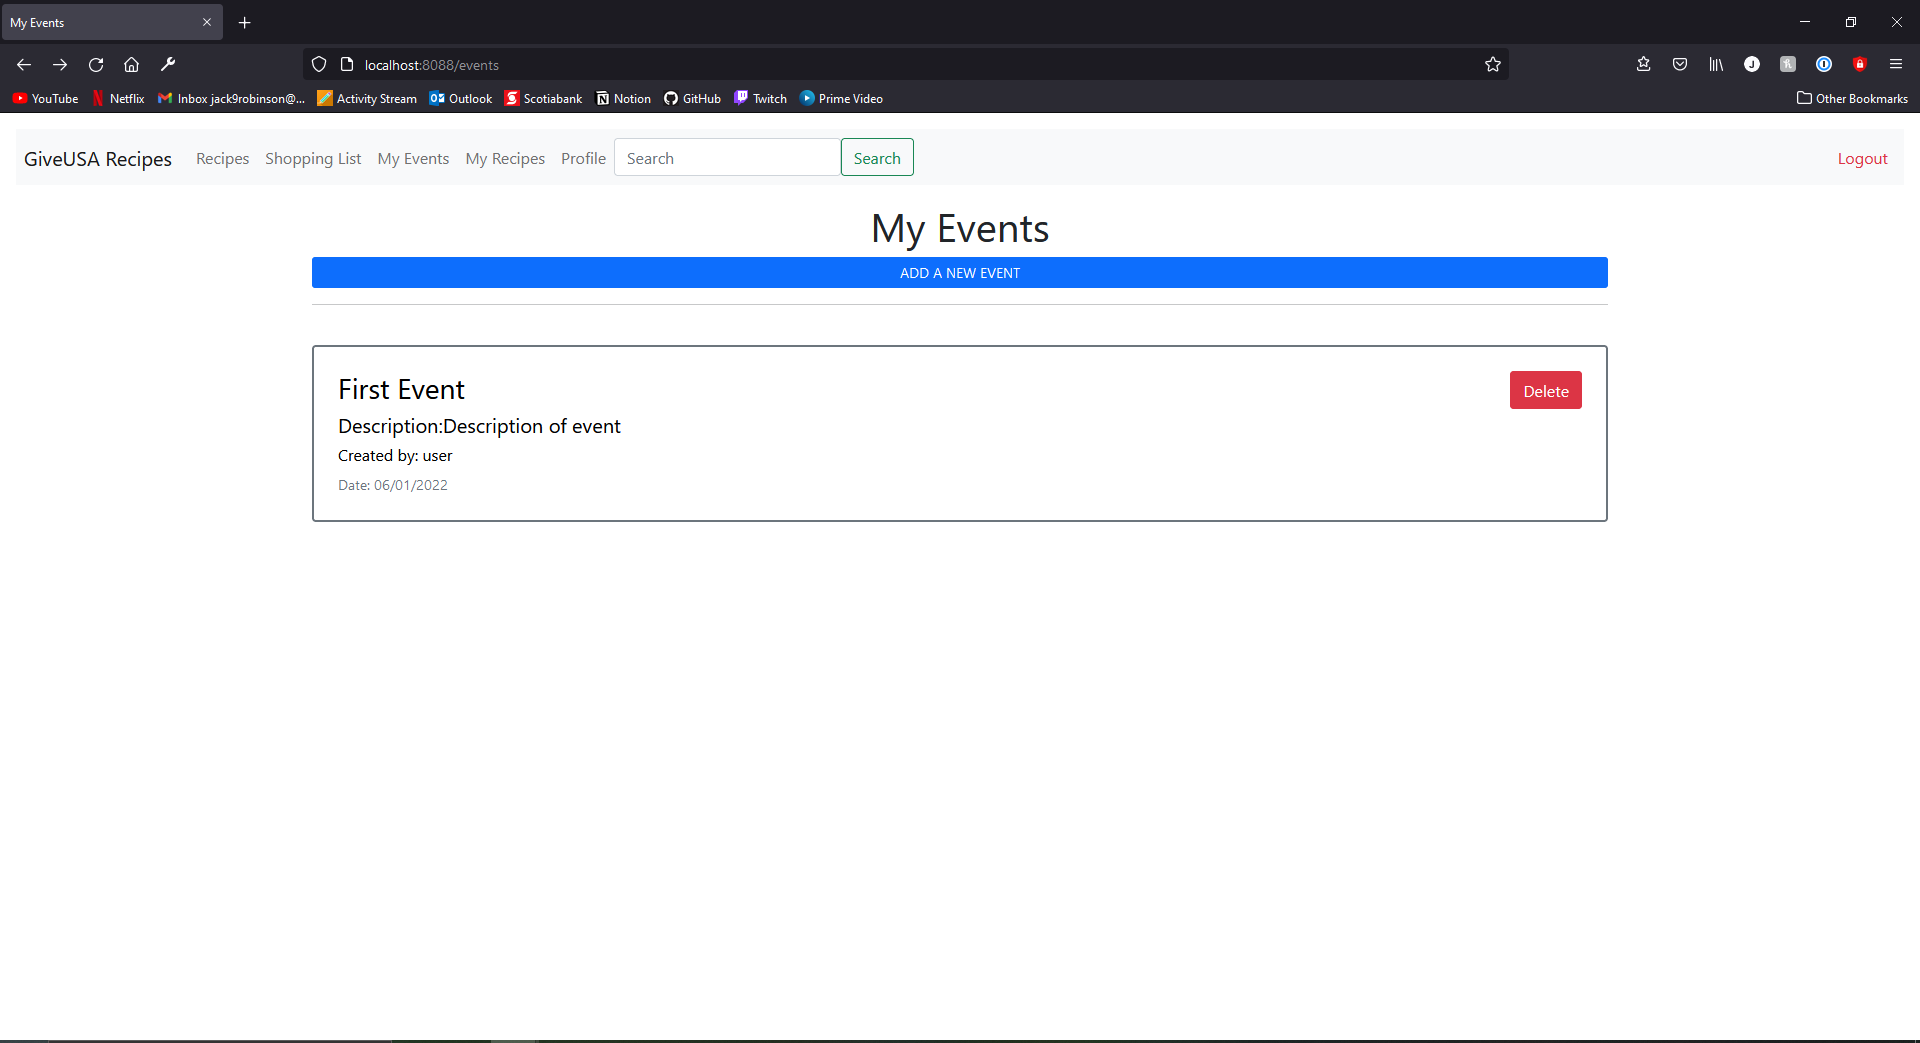 My Events
localhost:8088/events
YouTube Netflix Inbox jack9robinson@... Activity Stream Outlook Scotiabank Notion GitHub Twitch Prime Video Other Bookmarks
GiveUSA Recipes Recipes Shopping List My Events My Recipes Profile Search Search Logout
My Events
ADD A NEW EVENT
First Event Delete
Description:Description of event
Created by: user
Date: 06/01/2022